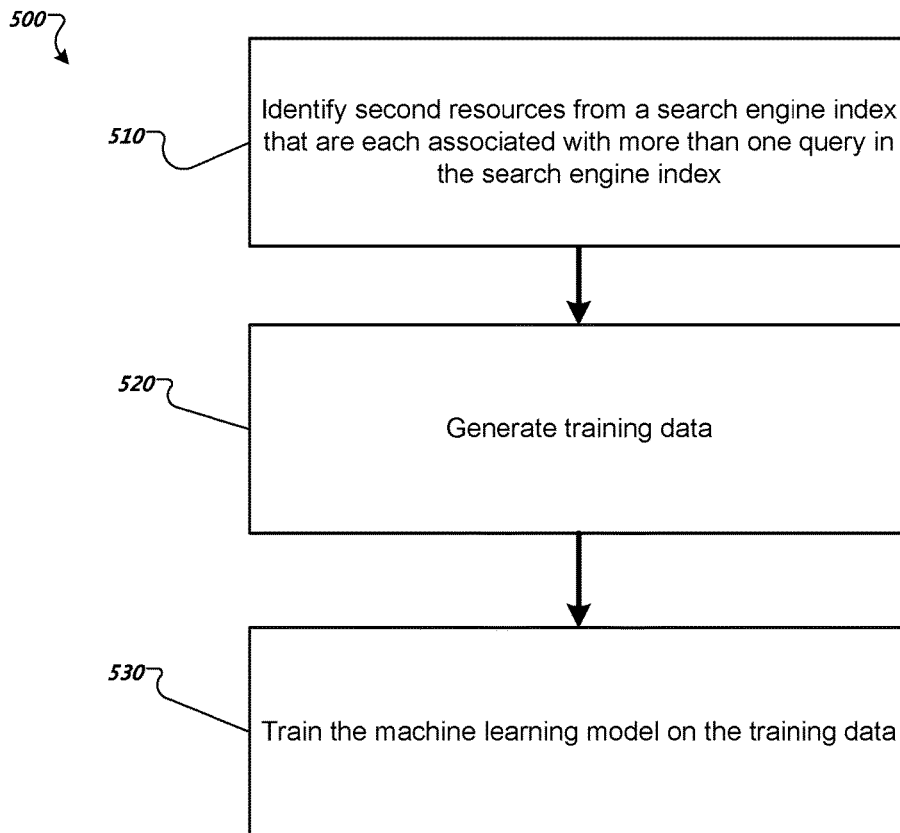 500
510
Identify second resources from a search engine index
that are each associated with more than one query in
the search engine index
520
Generate training data
530
Train the machine learning model on the training data